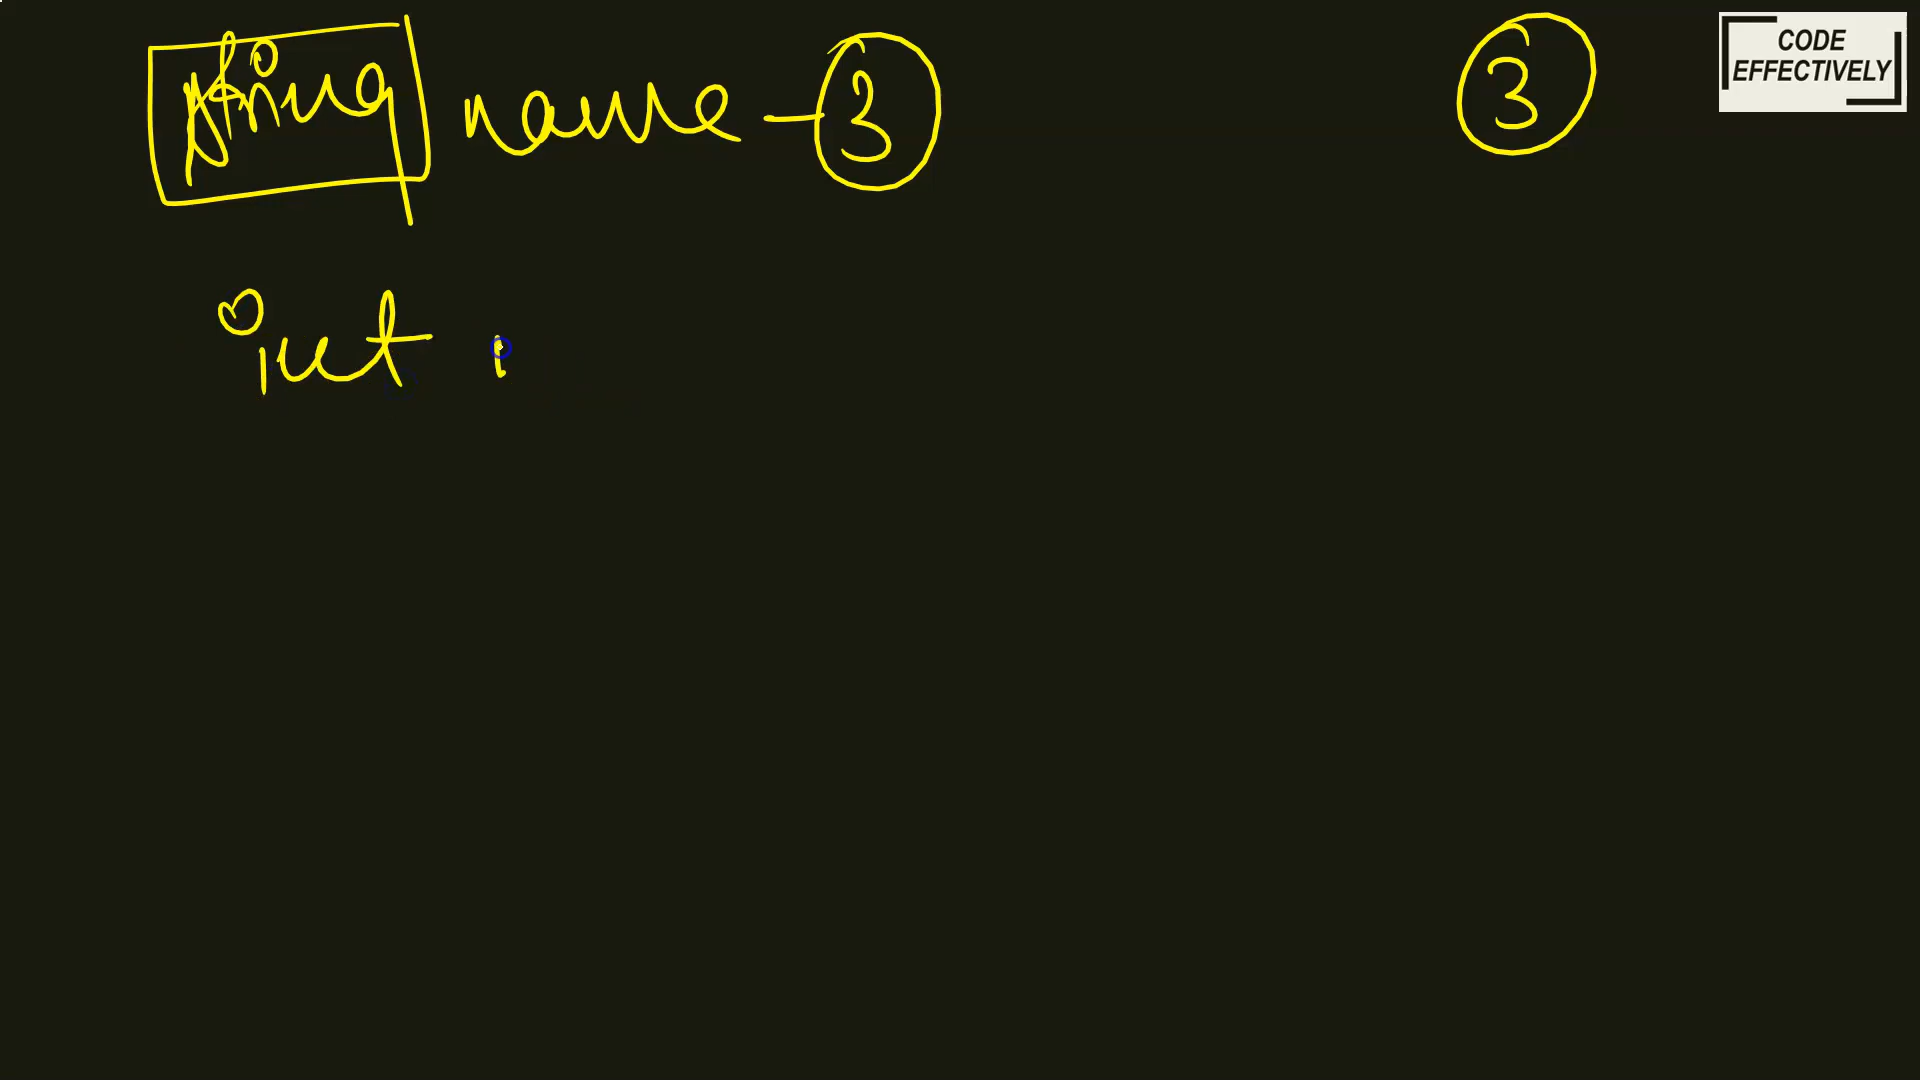 string name - 3
3
CODE
EFFECTIVELY
int